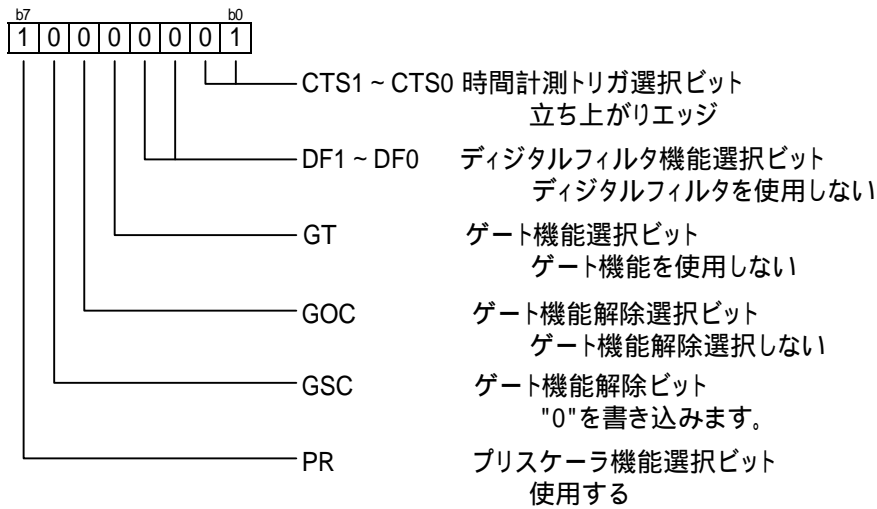 b7 b0
1 0 0 0 0 0 0 1
CTS1 ~ CTS0 時間計測トリガ選択ビット
立ち上がりエッジ
DF1 ~ DF0 ディジタルフィルタ機能選択ビット
ディジタルフィルタを使用しない
GT ゲート機能選択ビット
ゲート機能を使用しない
GOC ゲート機能解除選択ビット
ゲート機能解除選択しない
GSC ゲート機能解除ビット
"0"を書き込みます。
PR プリスケーラ機能選択ビット
使用する